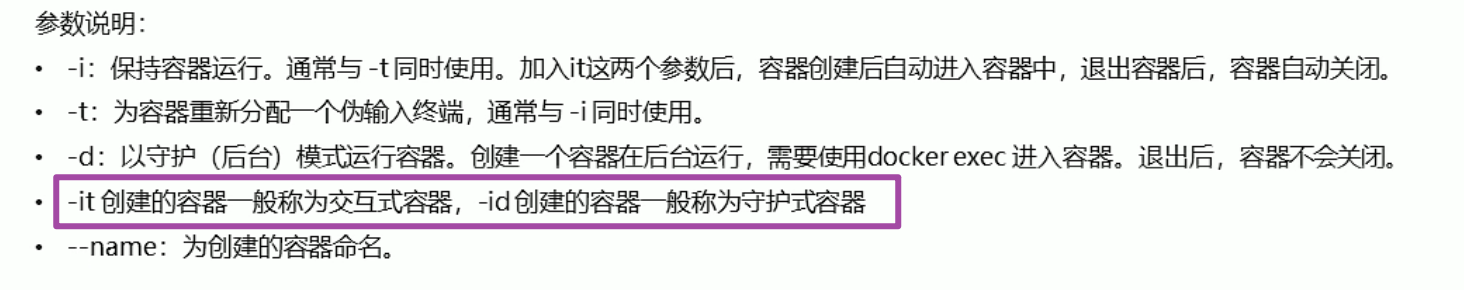 参数说明：
• -i：保持容器运行。通常与 -t 同时使用。加入it这两个参数后，容器创建后自动进入容器中，退出容器后，容器自动关闭。
• -t：为容器重新分配一个伪输入终端，通常与 -i 同时使用。
• -d：以守护（后台）模式运行容器。创建一个容器在后台运行，需要使用docker exec 进入容器。退出后，容器不会关闭。
• -it 创建的容器一般称为交互式容器，-id 创建的容器一般称为守护式容器
• --name：为创建的容器命名。